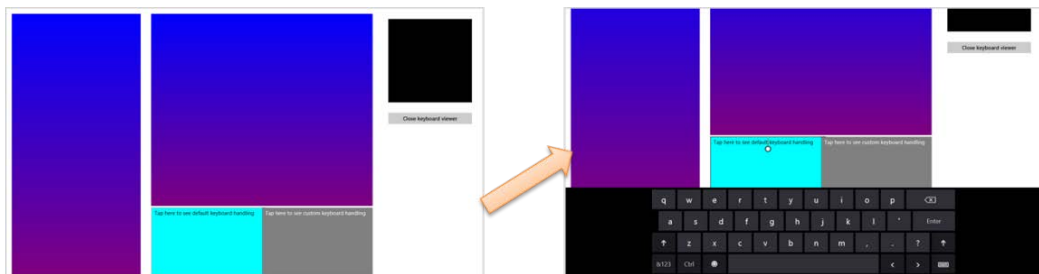 Close keyboard viewer
Tap here to see default keyboard handling
Tap here to see custom keyboard handling
Close keyboard viewer
Tap here to see default keyboard handling
Tap here to see custom keyboard handling
q w e r t y u i o p
a s d f g h j k l ' Enter
z x c v b n m , . ?
&123 Ctrl < >